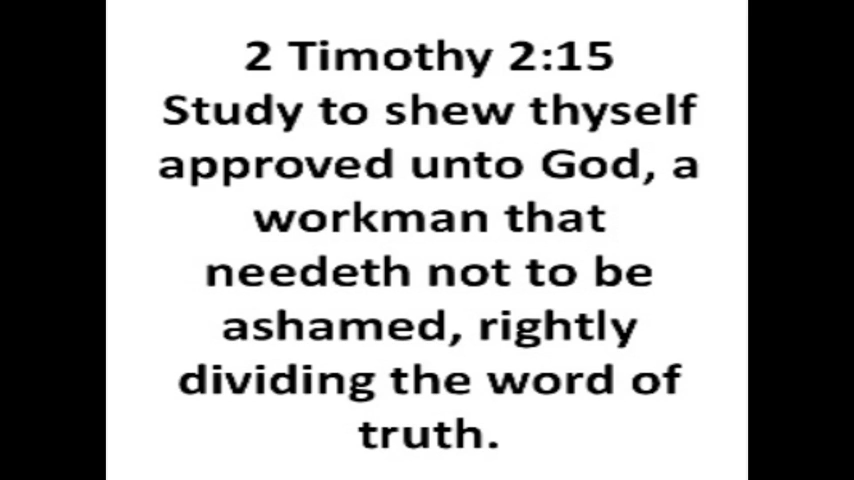 2 Timothy 2:15
Study to shew thyself
approved unto God, a
workman that
needeth not to be
ashamed, rightly
dividing the word of
truth.